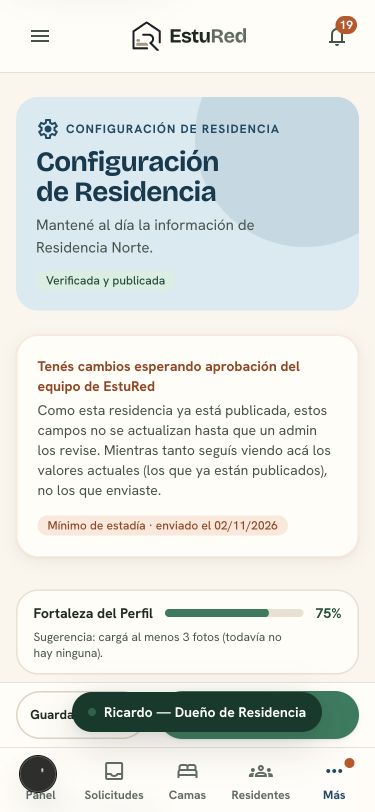 EstuRed
19
CONFIGURACIÓN DE RESIDENCIA
Configuración
de Residencia
Mantené al día la información de
Residencia Norte.
Verificada y publicada
Tenés cambios esperando aprobación del
equipo de EstuRed
Como esta residencia ya está publicada, estos
campos no se actualizan hasta que un admin
los revise. Mientras tanto seguís viendo acá los
valores actuales (los que ya están publicados),
no los que enviaste.
Mínimo de estadía · enviado el 02/11/2026
Fortaleza del Perfil 75%
Sugerencia: cargá al menos 3 fotos (todavía no
hay ninguna).
Ricardo — Dueño de Residencia
Panel Solicitudes Camas Residentes Más